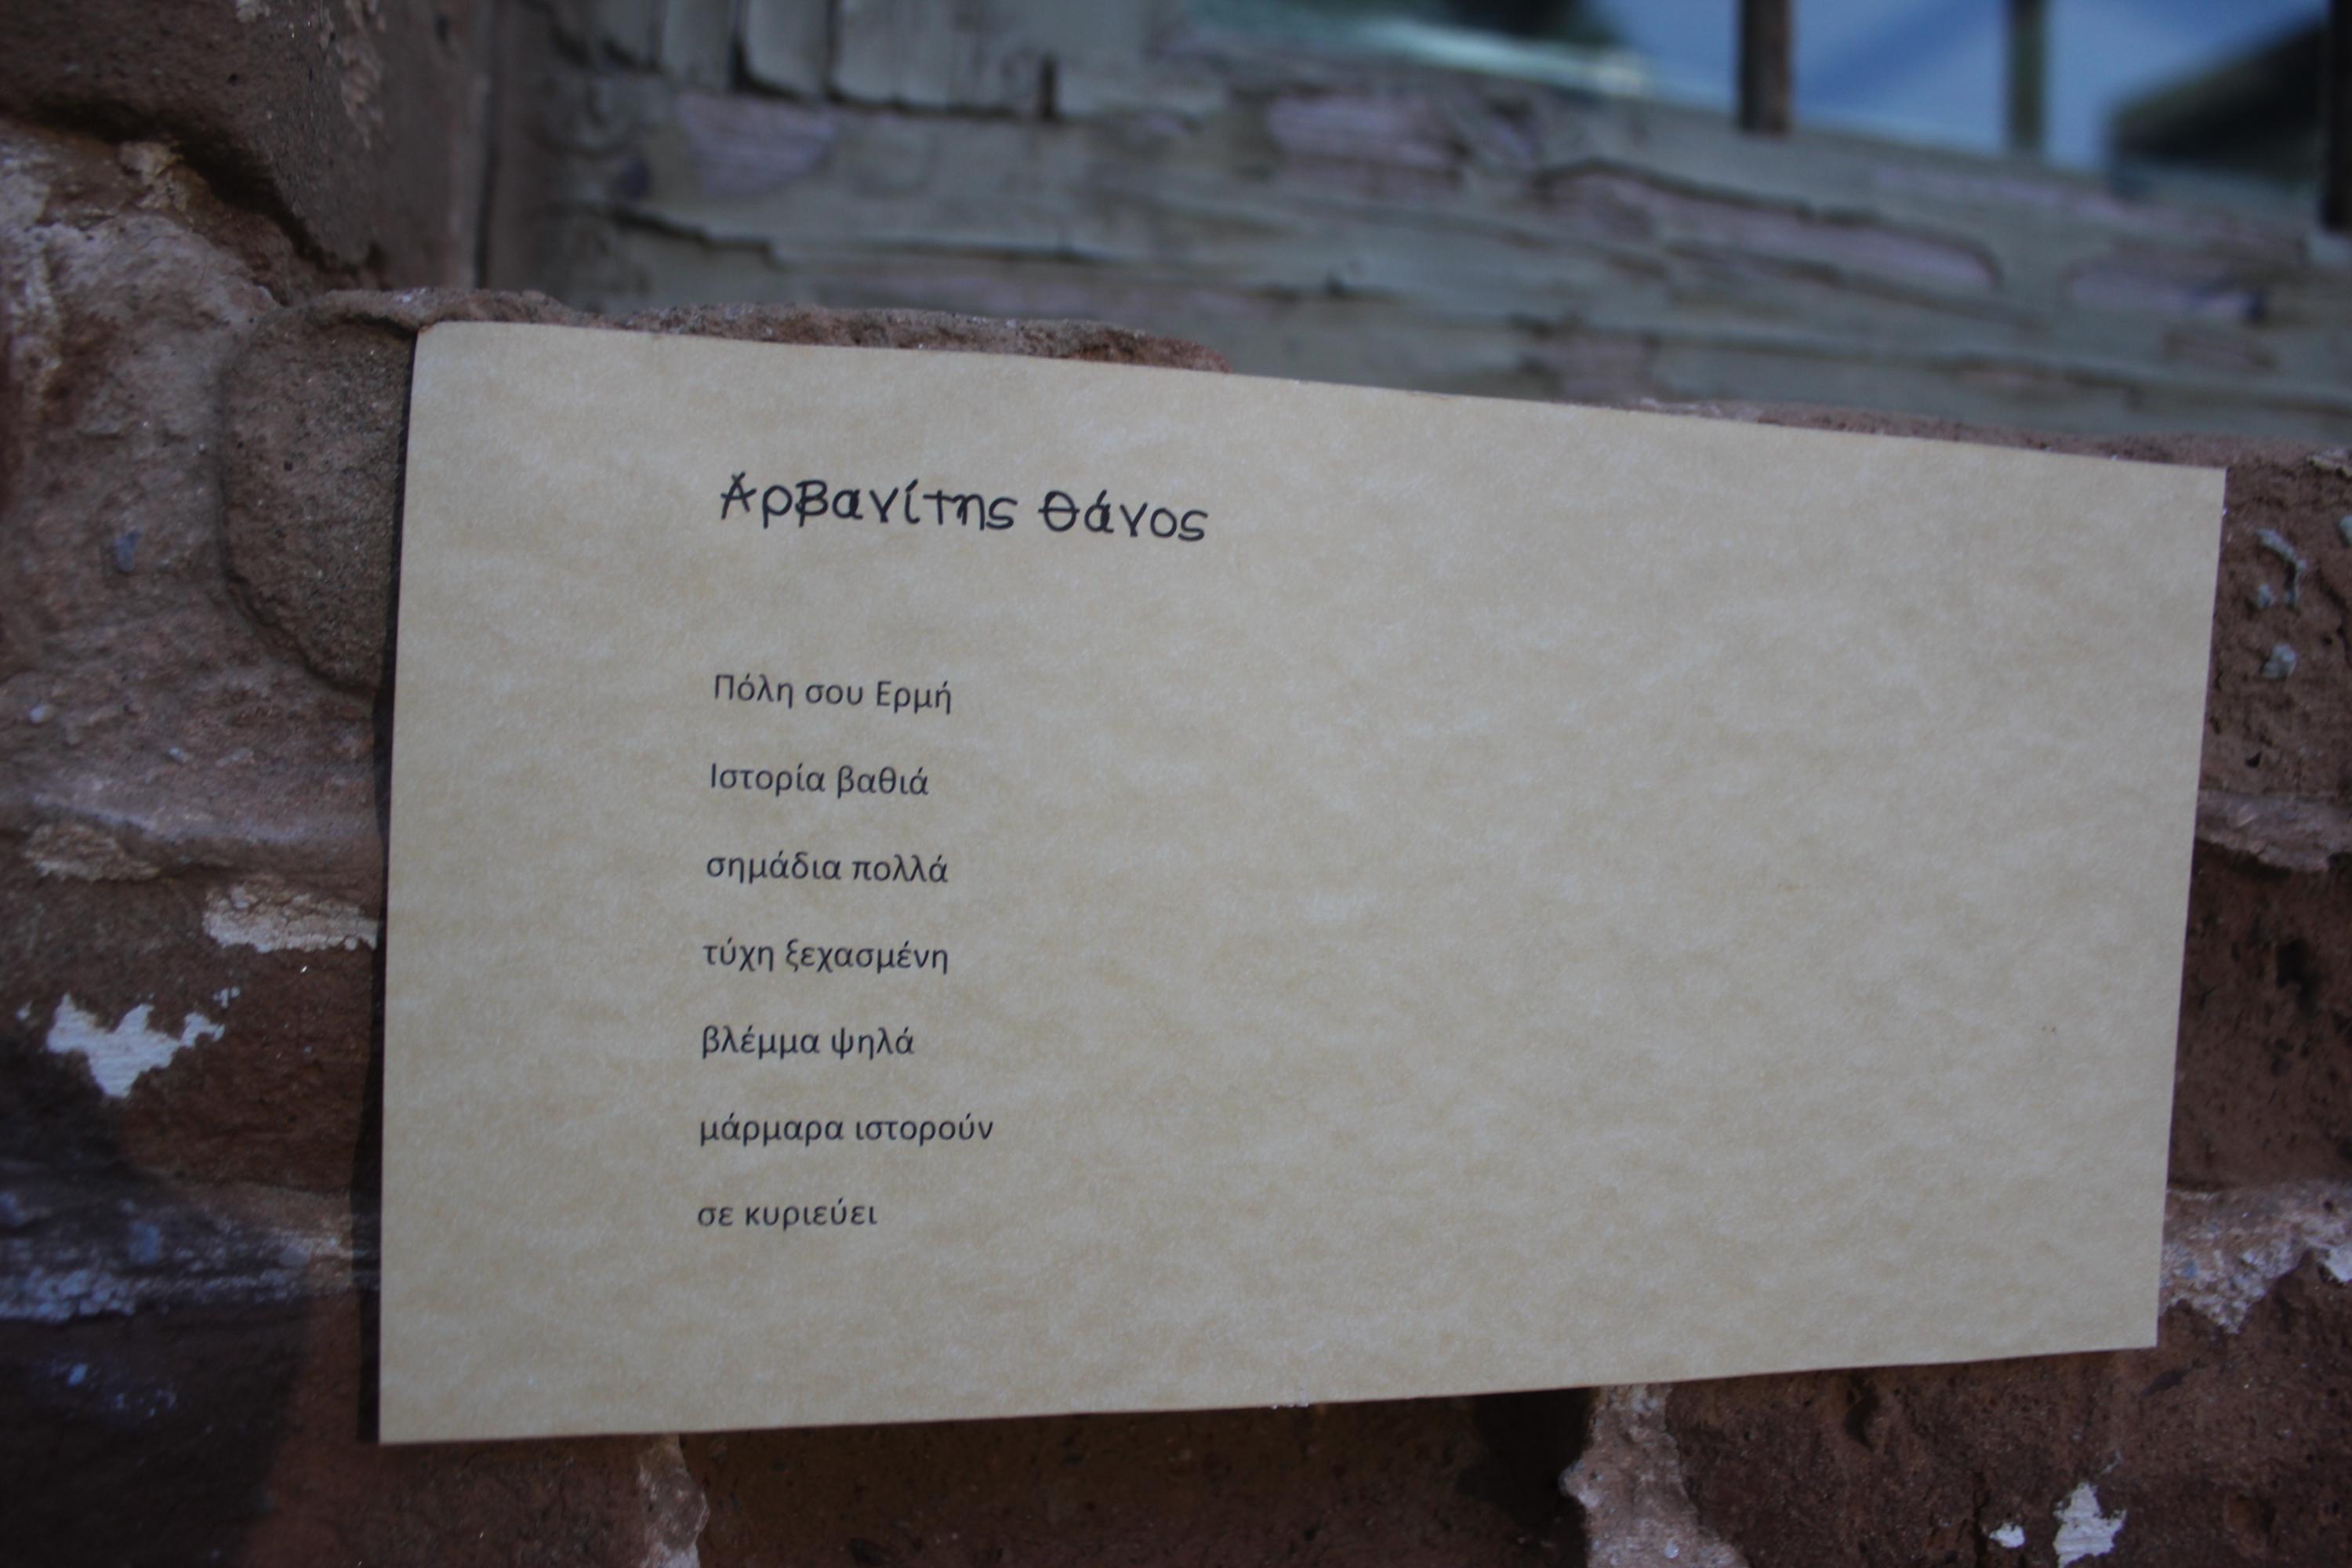 Αρβανίτης Θάνος
Πόλη σου Ερμή
Ιστορία βαθιά
σημάδια πολλά
τύχη ξεχασμένη
βλέμμα ψηλά
μάρμαρα ιστορούν
σε κυριεύει